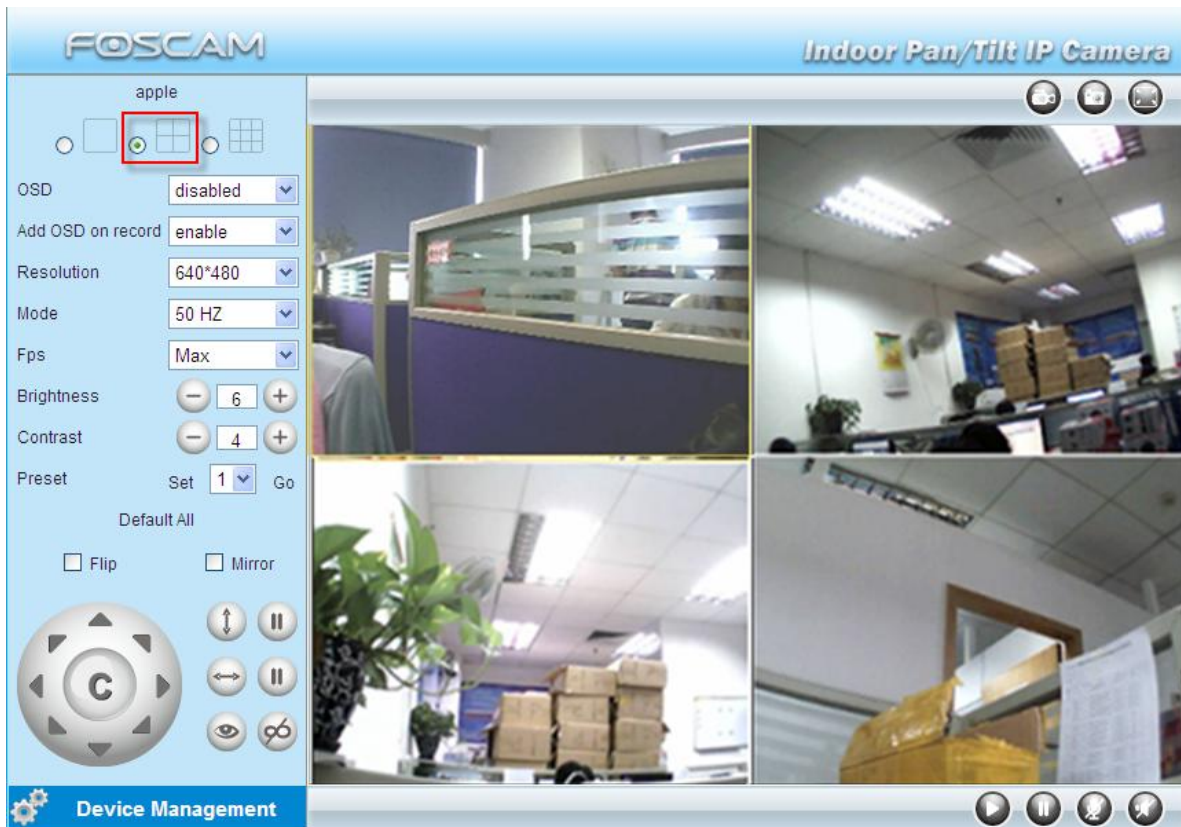 FOSCAM
Indoor Pan/Tilt IP Camera
apple
OSD disabled
Add OSD on record enable
Resolution 640*480
Mode 50 HZ
Fps Max
Brightness 6
Contrast 4
Preset Set 1 Go
Default All
Flip Mirror
C
Device Management